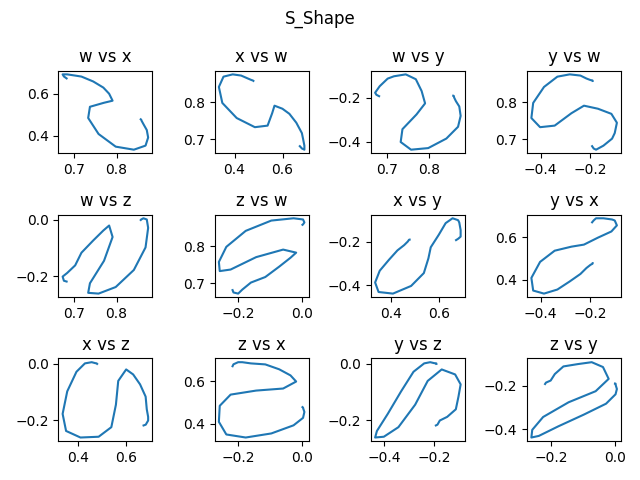 S_Shape
w vs x
x vs w
w vs y
y vs w
0.6
0.4
0.7 0.8
0.8
0.7
0.4 0.6
−0.2
−0.4
0.7 0.8
0.8
0.7
−0.4 −0.2
w vs z
z vs w
x vs y
y vs x
0.0
−0.2
0.7 0.8
0.8
0.7
−0.2 0.0
−0.2
−0.4
0.4 0.6
0.6
0.4
−0.4 −0.2
x vs z
z vs x
y vs z
z vs y
0.0
−0.2
0.4 0.6
0.6
0.4
−0.2 0.0
0.0
−0.2
−0.4 −0.2
−0.2
−0.4
−0.2 0.0